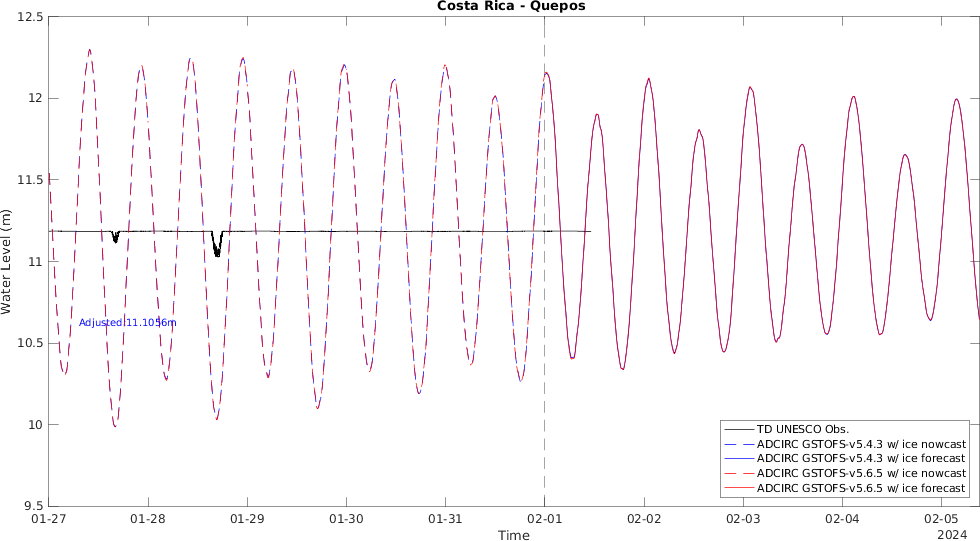 Costa Rica - Quepos
12.5
12
11.5
11
10.5
10
9.5
Water Level (m)
Adjusted:11.1056m
TD UNESCO Obs.
ADCIRC GSTOFS-v5.4.3 w/ ice nowcast
ADCIRC GSTOFS-v5.4.3 w/ ice forecast
ADCIRC GSTOFS-v5.6.5 w/ ice nowcast
ADCIRC GSTOFS-v5.6.5 w/ ice forecast
01-27 01-28 01-29 01-30 01-31 02-01 02-02 02-03 02-04 02-05
Time
2024